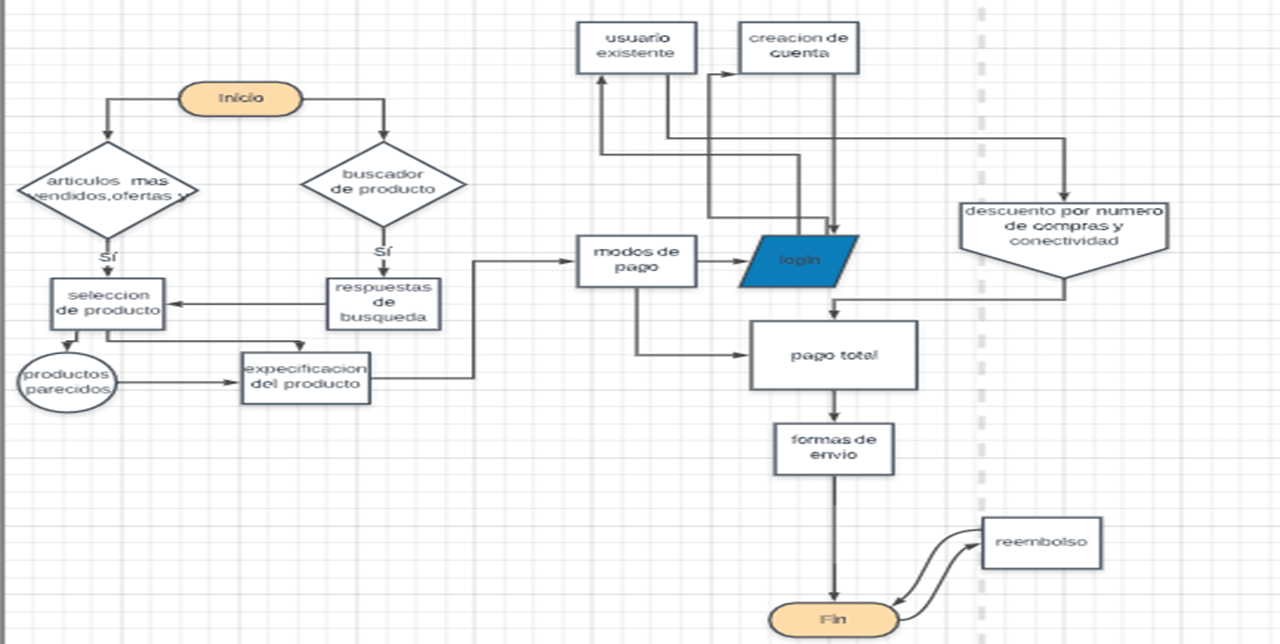 usuario
existente
creacion de
cuenta
Inicio
articulos mas
vendidos,ofertas y
buscador
de producto
Sí
Sí
descuento por numero
de compras y
conectividad
modos de
pago
login
seleccion
de producto
respuestas
de
busqueda
productos
parecidos
expecificacion
del producto
pago total
formas de
envio
reembolso
Fin